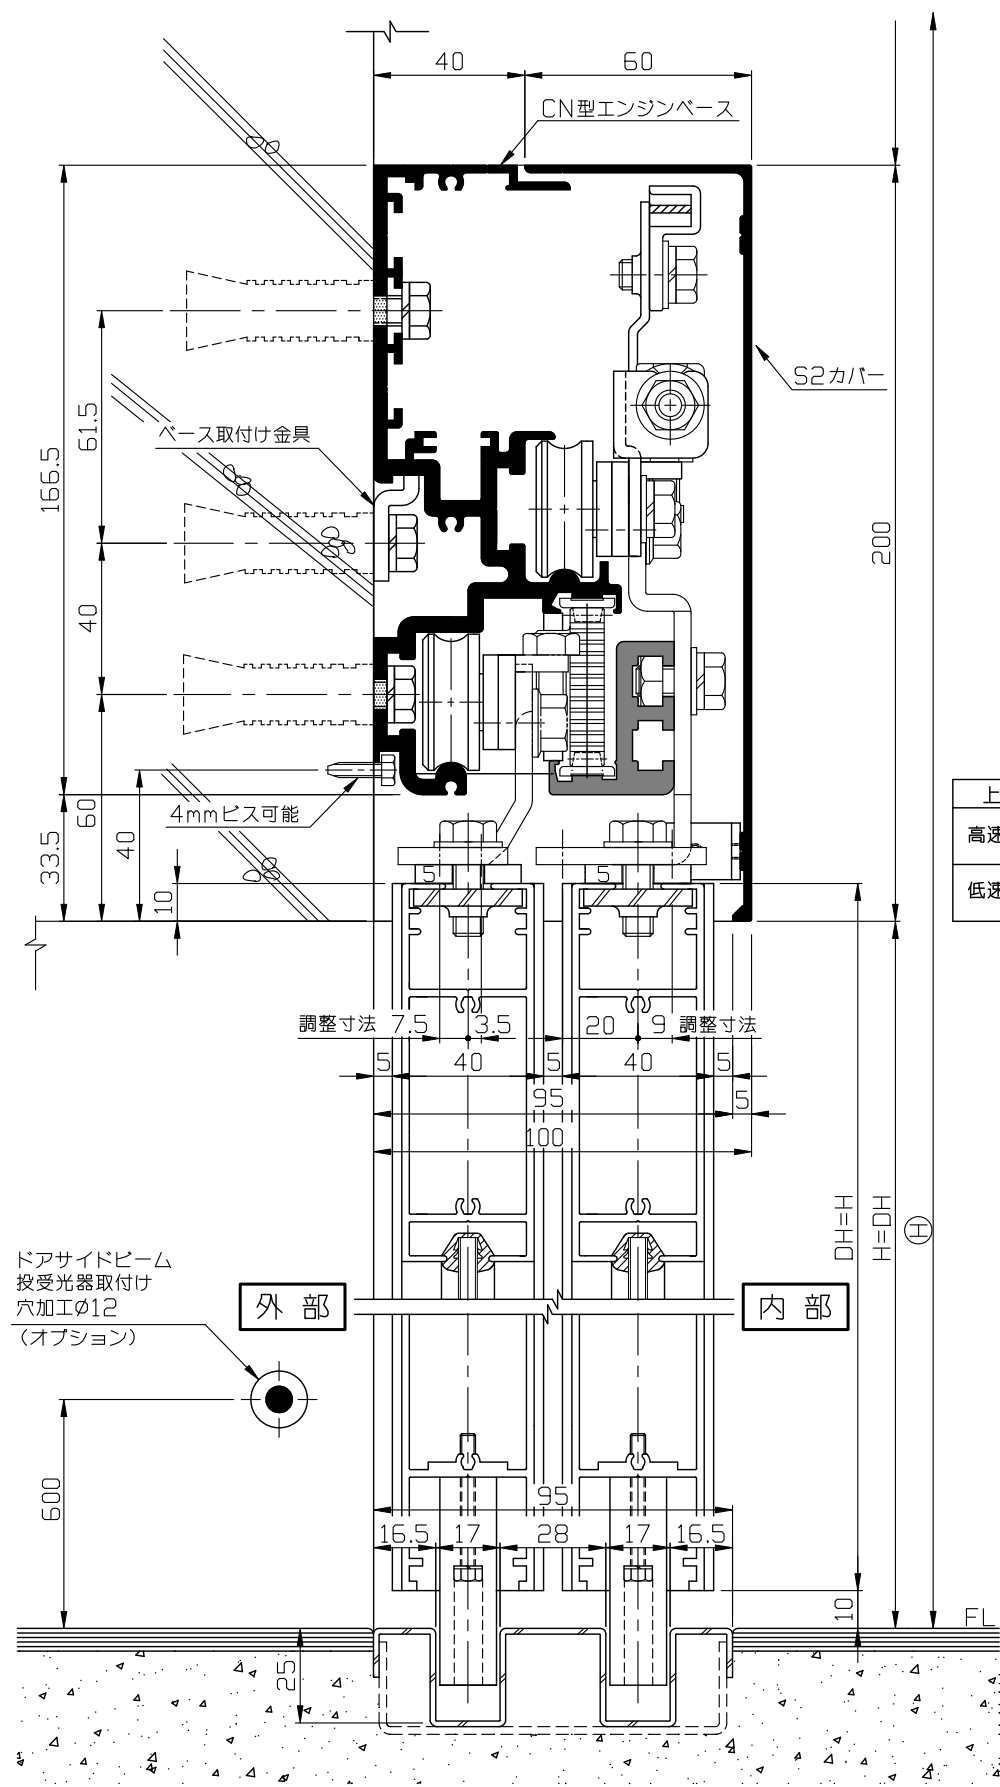 40
60
CN型エンジンベース
S2カバー
ベース取付け金具
61.5
166.5
40
200
60
4mmビス可能
33.5
40
10
上
高速
低速
5
5
調整寸法 7.5
3.5
20
9 調整寸法
5
40
5
40
5
95
5
100
DH=H
H=DH
H
ドアサイドビーム
投受光器取付け
穴加工Ø12
(オプション)
外部
内部
600
95
16.5
17
28
17
16.5
10
FL
25